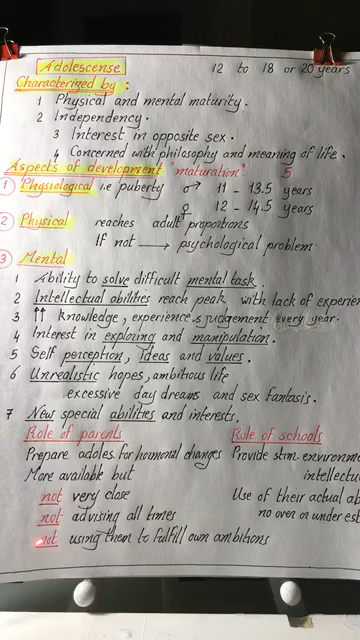 Adolescense 12 to 18 or 20 years
Characterized by :
1 Physical and mental maturity.
2 Independency.
3 Interest in opposite sex.
4 Concerned with philosophy and meaning of life.
Aspects of development "maturation" 5
1 Physiological i.e puberty ♂ 11 - 13.5 years
♀ 12 - 14.5 years
2 Physical reaches adult proportions
If not → psychological problem
3 Mental
1 Ability to solve difficult mental task.
2 Intellectual abilities reach peak, with lack of experien
3 ↑↑ knowledge, experience & judgement every year.
4 Interest in exploring and manipulation.
5 Self perception, ideas and values.
6 Unrealistic hopes, ambitious life
excessive day dreams and sex fantasis.
7 New special abilities and interests.
Role of parents Role of schools
Prepare adoles for hormonal changes Provide stim. environme
More available but intellectu
not very close Use of their actual ab
not advising all times no over or under est
not using them to fulfill own ambitions